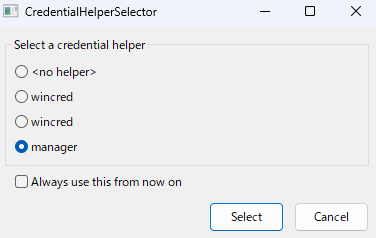 CredentialHelperSelector
Select a credential helper
<no helper>
wincred
wincred
manager
Always use this from now on
Select
Cancel